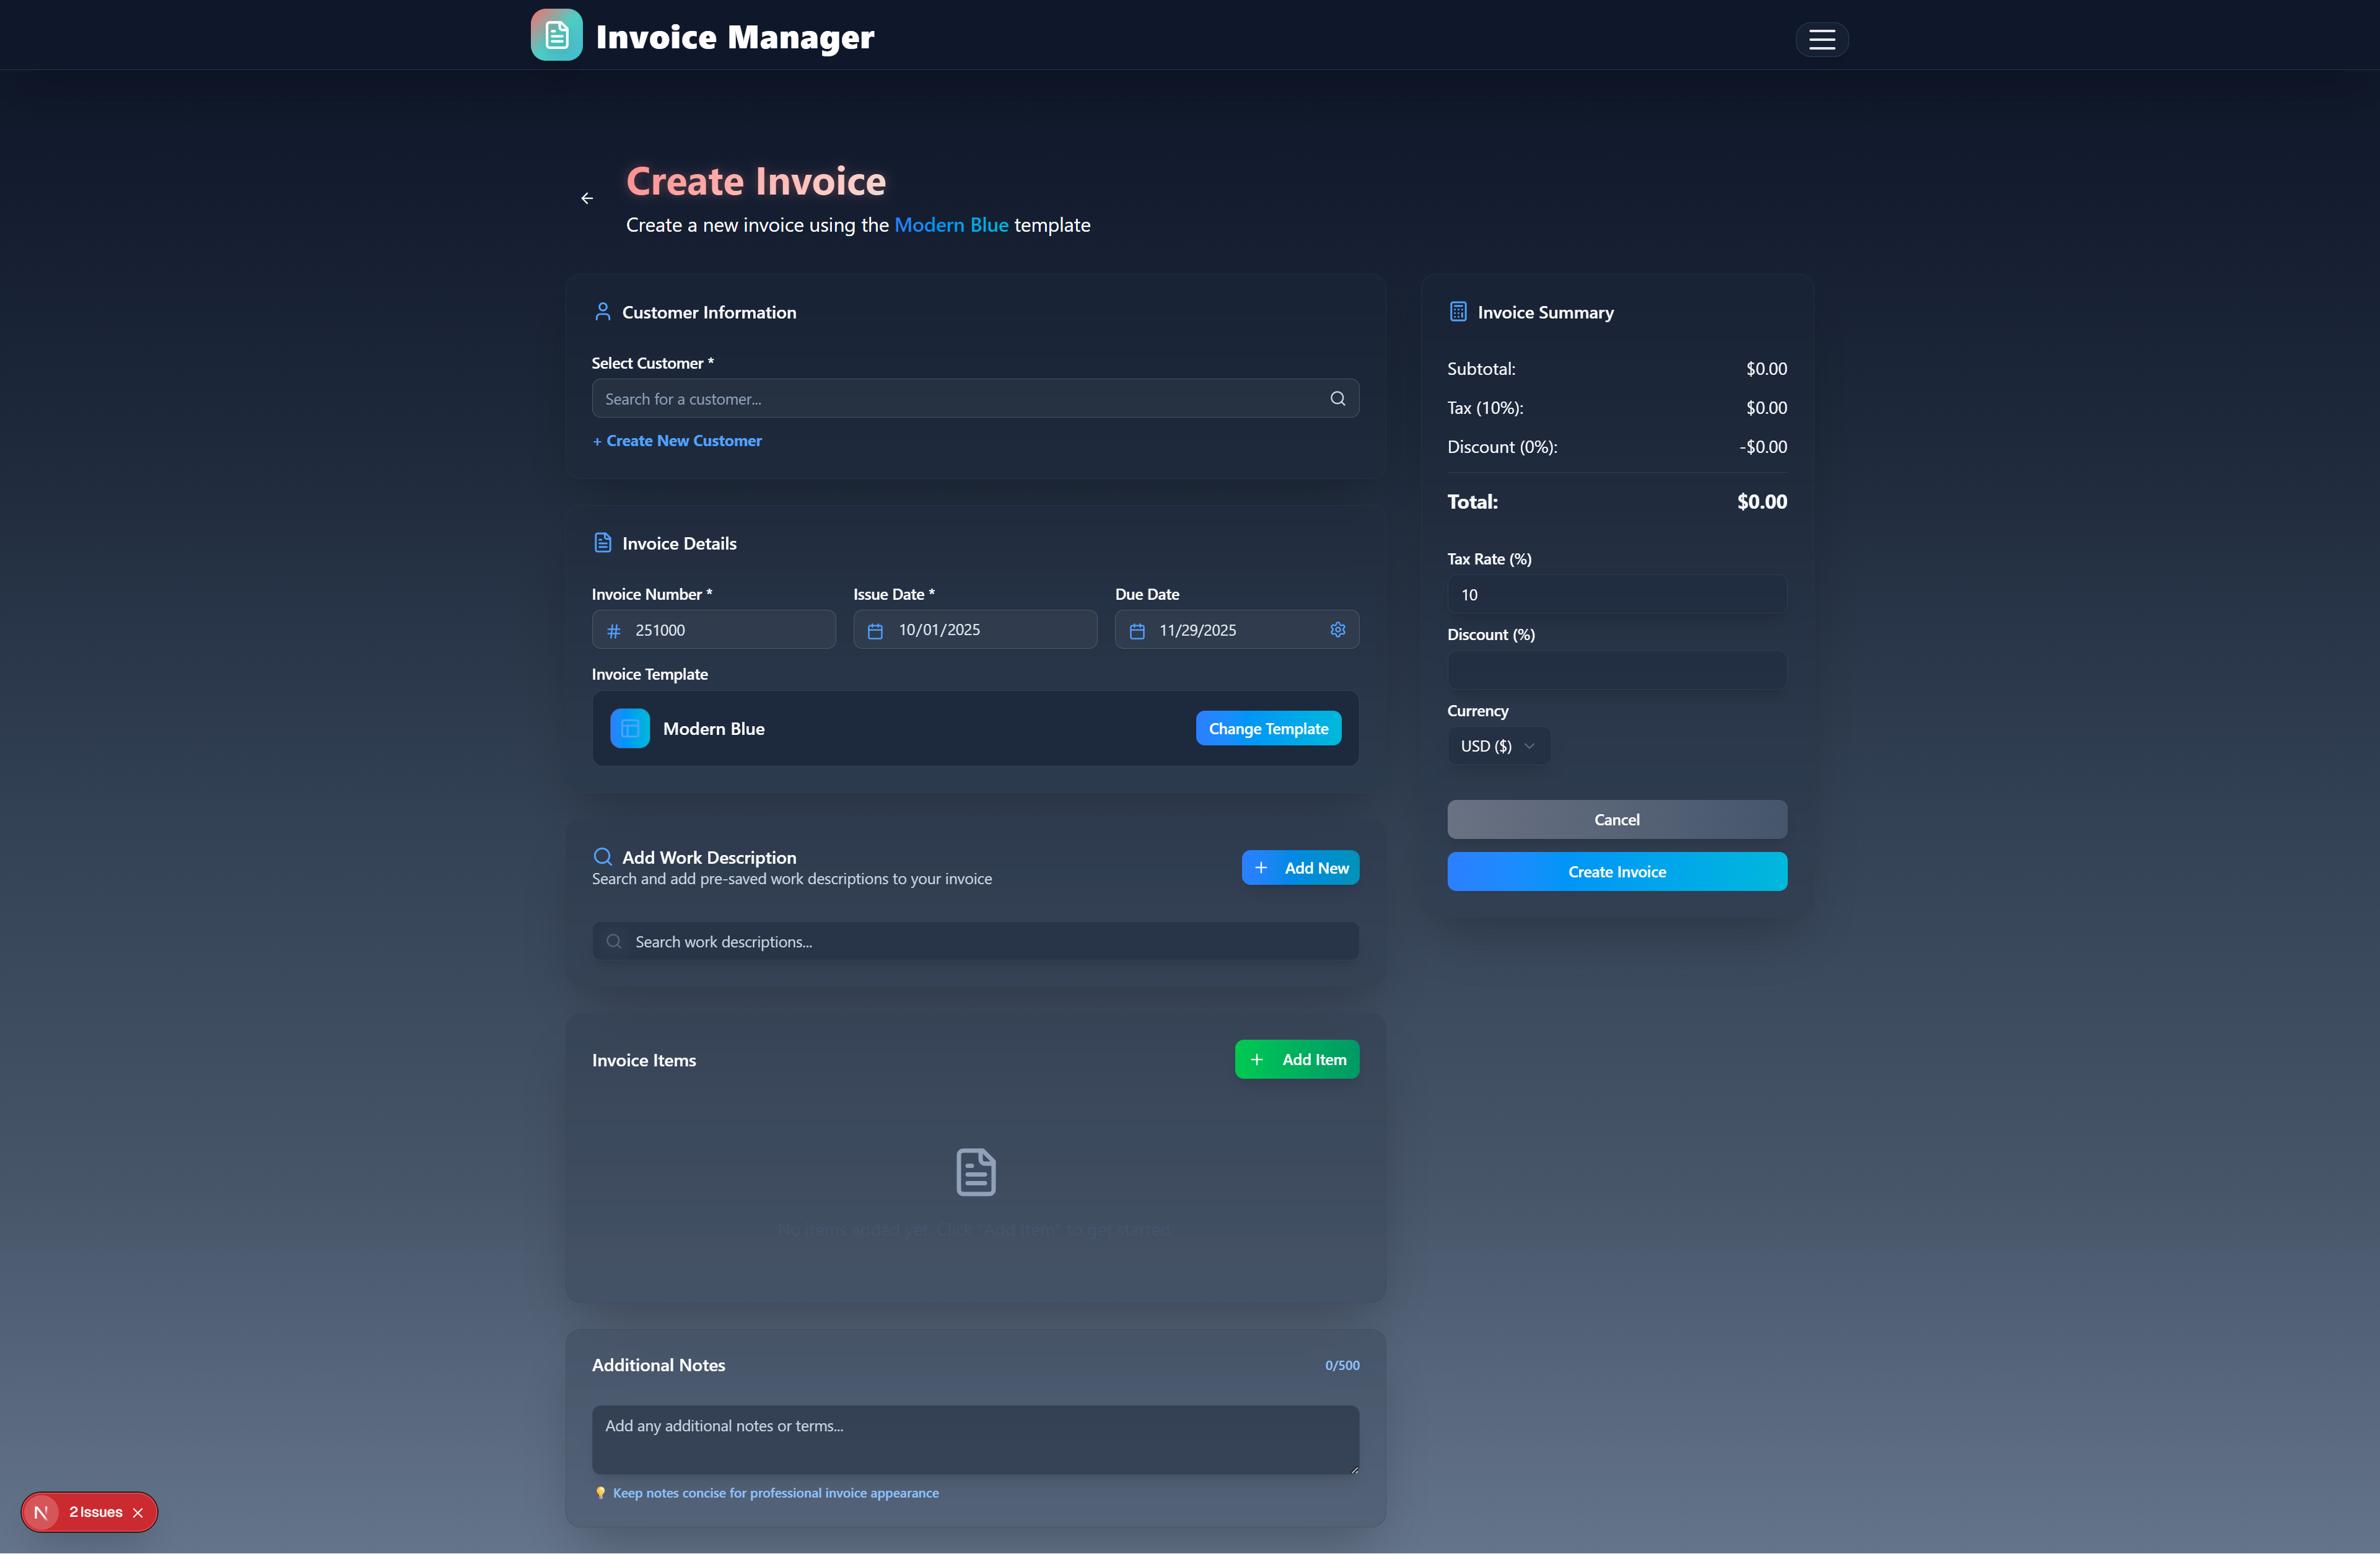 Invoice Manager
Create Invoice
Create a new invoice using the Modern Blue template
Customer Information
Select Customer *
Search for a customer...
+ Create New Customer
Invoice Details
Invoice Number *
Issue Date *
Due Date
# 251000
10/01/2025
11/29/2025
Invoice Template
Modern Blue
Change Template
Add Work Description
Search and add pre-saved work descriptions to your invoice
+ Add New
Search work descriptions...
Invoice Items
+ Add Item
No items added yet. Click "Add Item" to get started.
Additional Notes
0/500
Add any additional notes or terms...
Keep notes concise for professional invoice appearance
Invoice Summary
Subtotal: $0.00
Tax (10%): $0.00
Discount (0%): -$0.00
Total: $0.00
Tax Rate (%)
10
Discount (%)
Currency
USD ($)
Cancel
Create Invoice
N 2 Issues